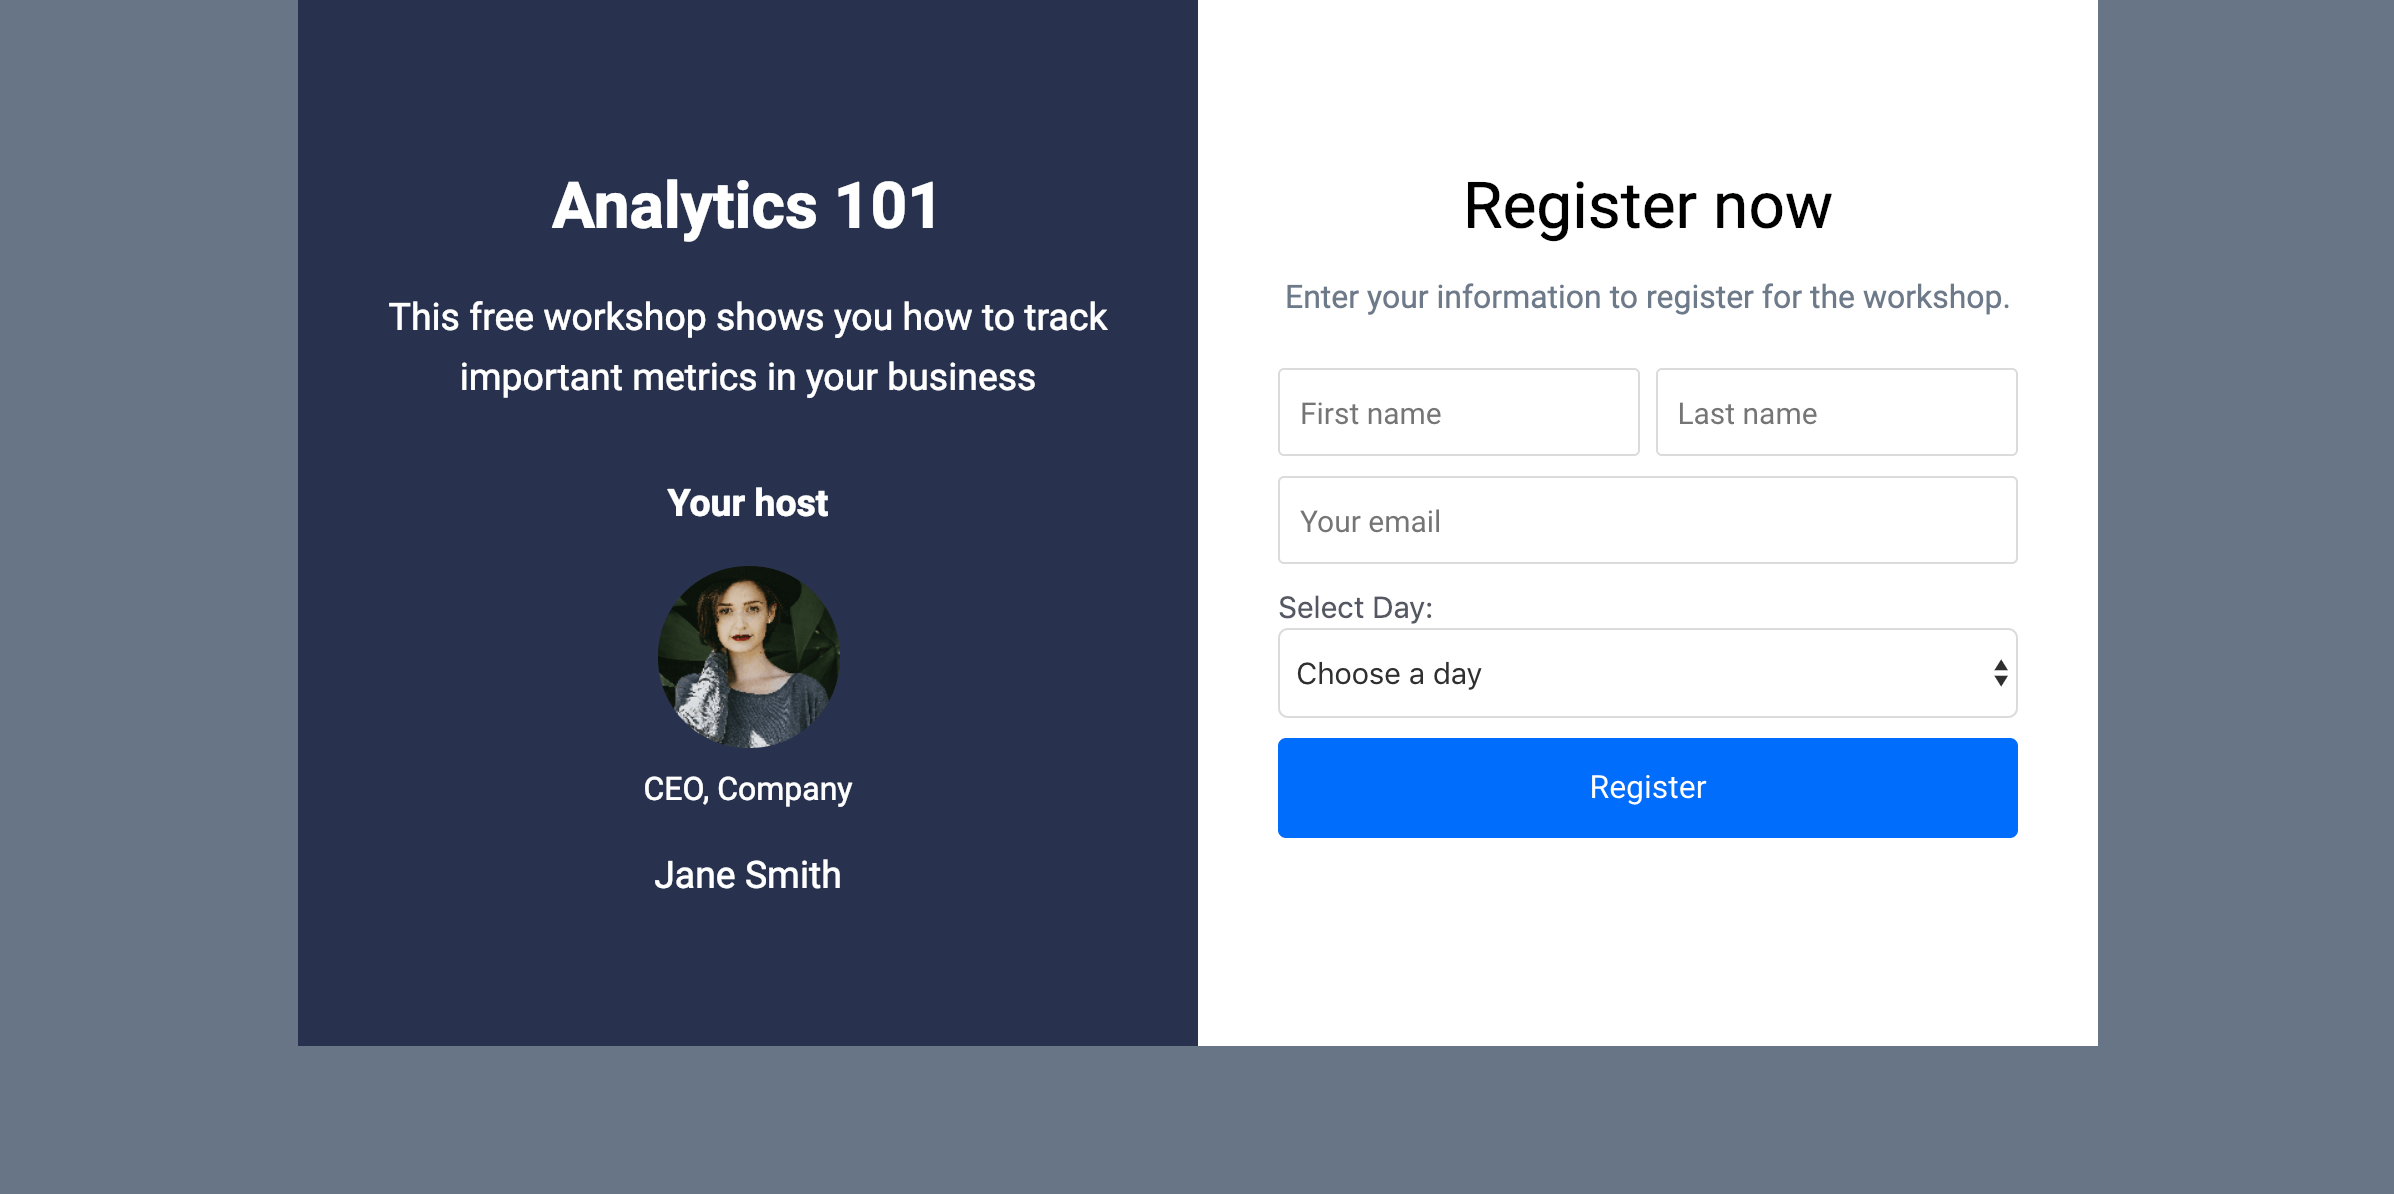 Analytics 101
This free workshop shows you how to track
important metrics in your business
Your host
CEO, Company
Jane Smith
Register now
Enter your information to register for the workshop.
First name
Last name
Your email
Select Day:
Choose a day
Register